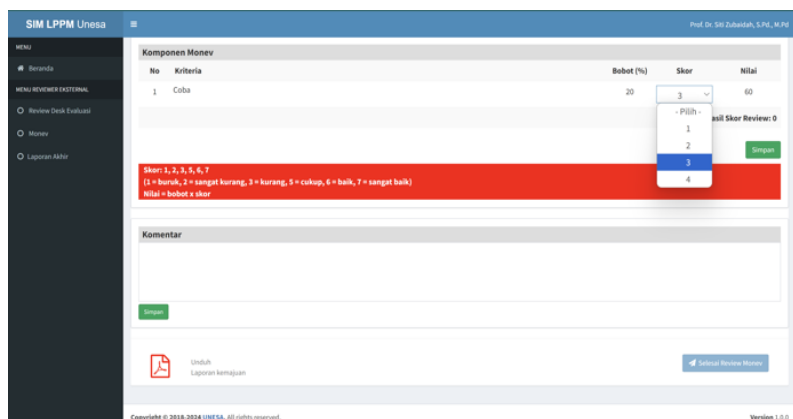 SIM LPPM Unesa
Prof. Dr. Siti Zubaidah, S.Pd., M.Pd
MENU
Beranda
MENU REVIEWER EKSTERNAL
Review Desk Evaluasi
Monev
Laporan Akhir
Komponen Monev
No Kriteria Bobot (%) Skor Nilai
1 Coba 20 3 60
- Pilih -
1
2
3
4
asil Skor Review: 0
Simpan
Skor: 1, 2, 3, 5, 6, 7
(1 = buruk, 2 = sangat kurang, 3 = kurang, 5 = cukup, 6 = baik, 7 = sangat baik)
Nilai = bobot x skor
Komentar
Simpan
Unduh
Laporan kemajuan
Selesai Review Monev
Copyright © 2018-2024 UNESA. All rights reserved.
Version 1.0.0